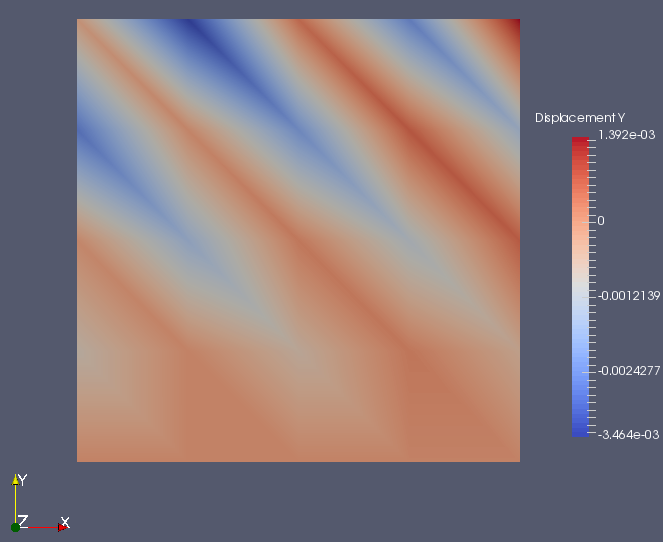 Displacement Y
1.392e-03
0
-0.0012139
-0.0024277
-3.464e-03
Y
Z
X